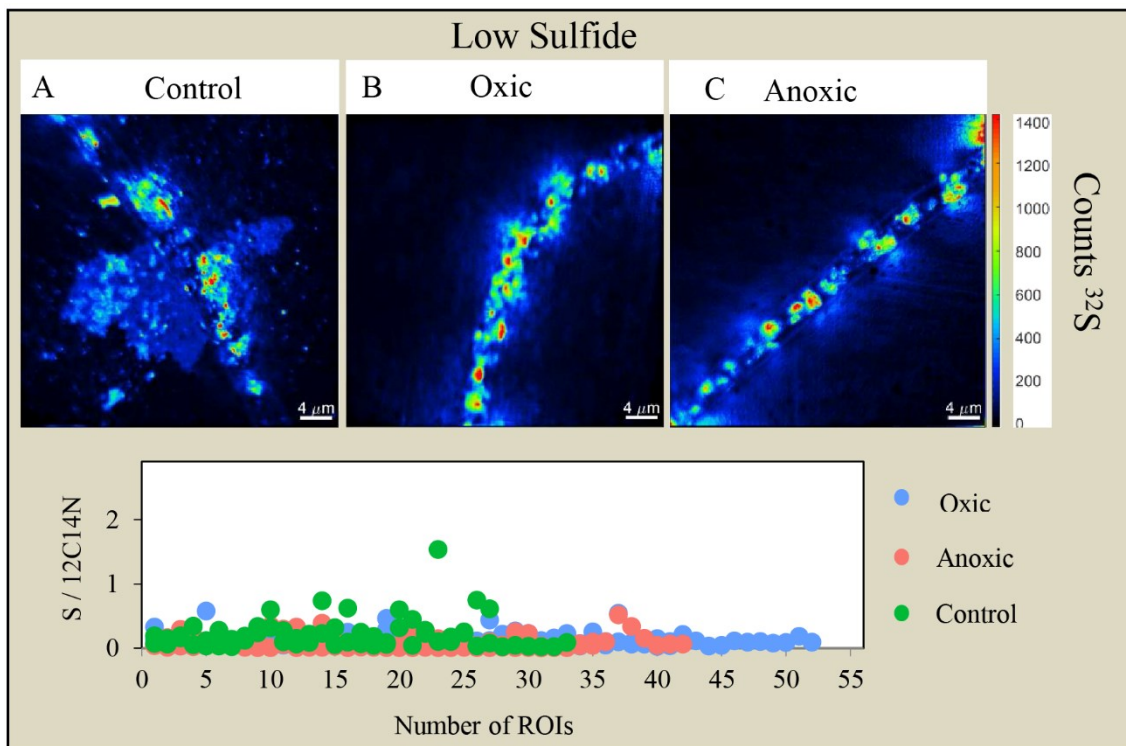 Low Sulfide
A Control B Oxic C Anoxic
1400
1200
1000
800
600
400
200
0
Counts ³²S
4 μm 4 μm 4 μm
S / 12C14N
2
1
0
0 5 10 15 20 25 30 35 40 45 50 55
Number of ROIs
Oxic
Anoxic
Control